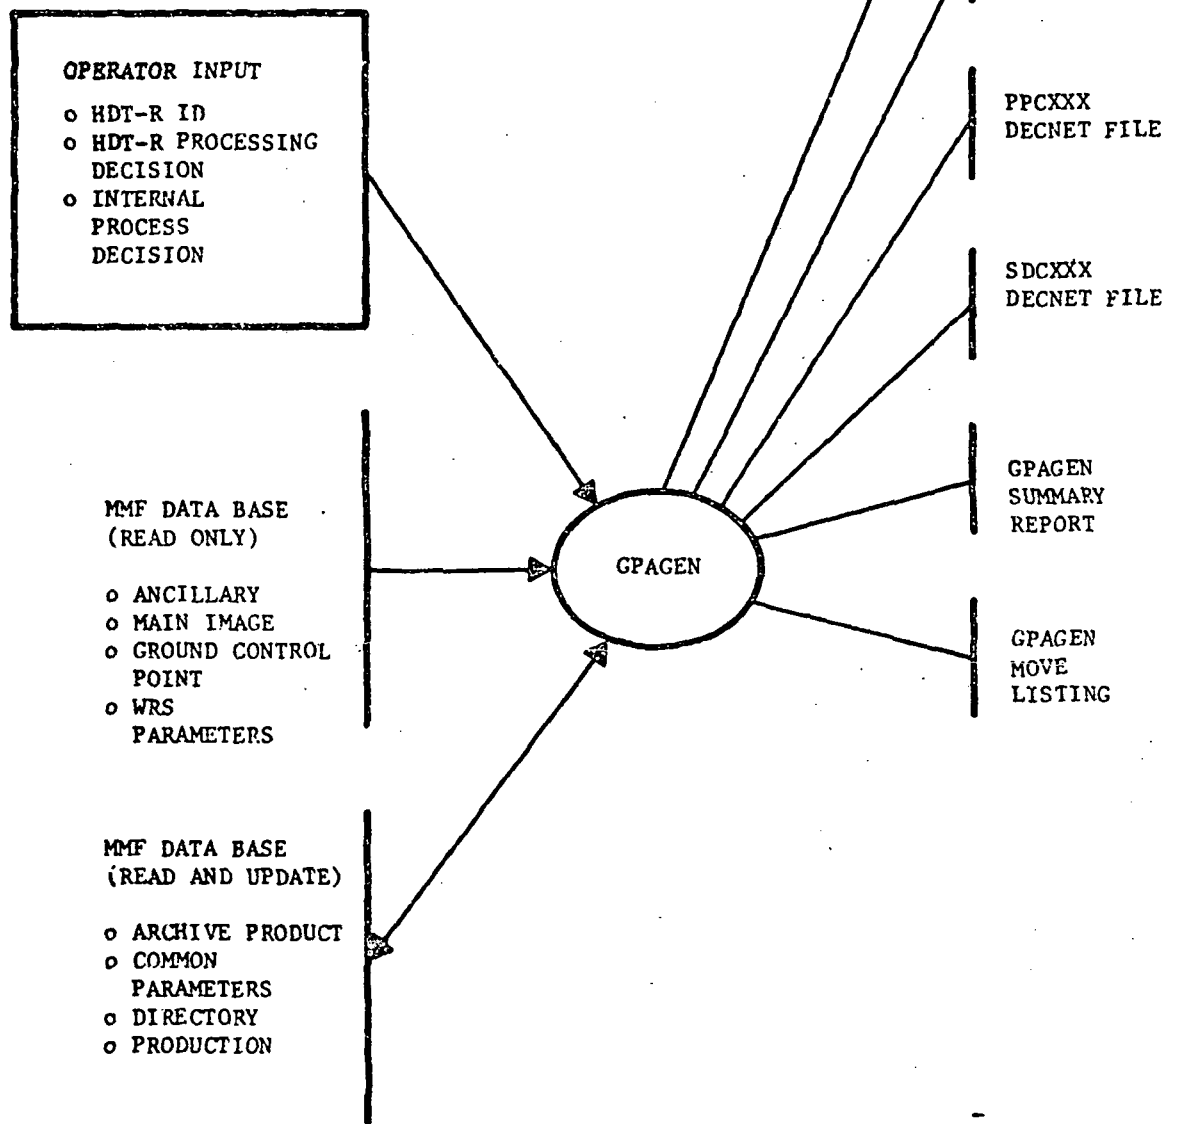 OPERATOR INPUT
o HDT-R ID
o HDT-R PROCESSING
DECISION
o INTERNAL
PROCESS
DECISION
MMF DATA BASE
(READ ONLY)
o ANCILLARY
o MAIN IMAGE
o GROUND CONTROL
POINT
o WRS
PARAMETERS
MMF DATA BASE
(READ AND UPDATE)
o ARCHIVE PRODUCT
o COMMON
PARAMETERS
o DIRECTORY
o PRODUCTION
GPAGEN
PPCXXX
DECNET FILE
SDCXXX
DECNET FILE
GPAGEN
SUMMARY
REPORT
GPAGEN
MOVE
LISTING